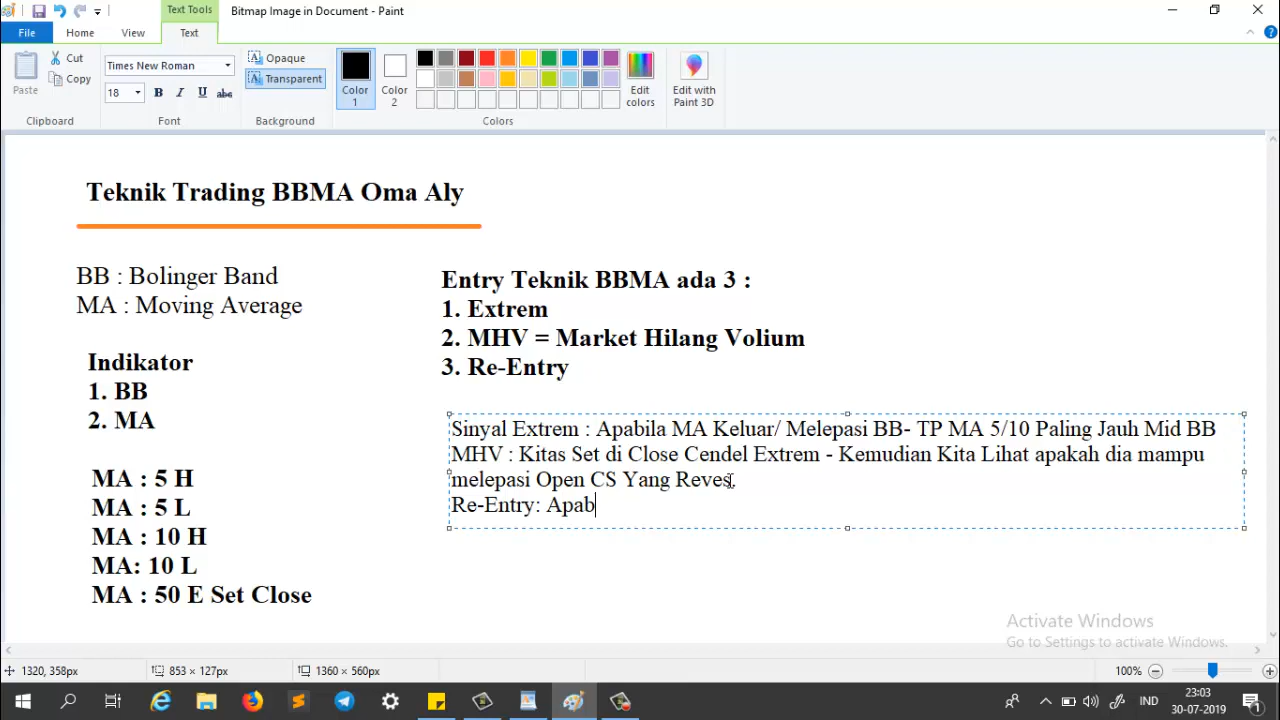 Text Tools
Bitmap Image in Document - Paint
File
Home
View
Text
Paste
Cut
Copy
Clipboard
Times New Roman
18
B I U abc
Font
Opaque
Transparent
Background
Color 1
Color 2
Edit colors
Colors
Edit with Paint 3D
Teknik Trading BBMA Oma Aly
BB : Bolinger Band
MA : Moving Average
Indikator
1. BB
2. MA
MA : 5 H
MA : 5 L
MA : 10 H
MA: 10 L
MA : 50 E Set Close
Entry Teknik BBMA ada 3 :
1. Extrem
2. MHV = Market Hilang Volium
3. Re-Entry
Sinyal Extrem : Apabila MA Keluar/ Melepasi BB- TP MA 5/10 Paling Jauh Mid BB
MHV : Kitas Set di Close Cendel Extrem - Kemudian Kita Lihat apakah dia mampu
melepasi Open CS Yang Reves
Re-Entry: Apab
Activate Windows
Go to Settings to activate Windows.
1320, 358px
853 × 127px
1360 × 560px
100%
IND
23:03
30-07-2019